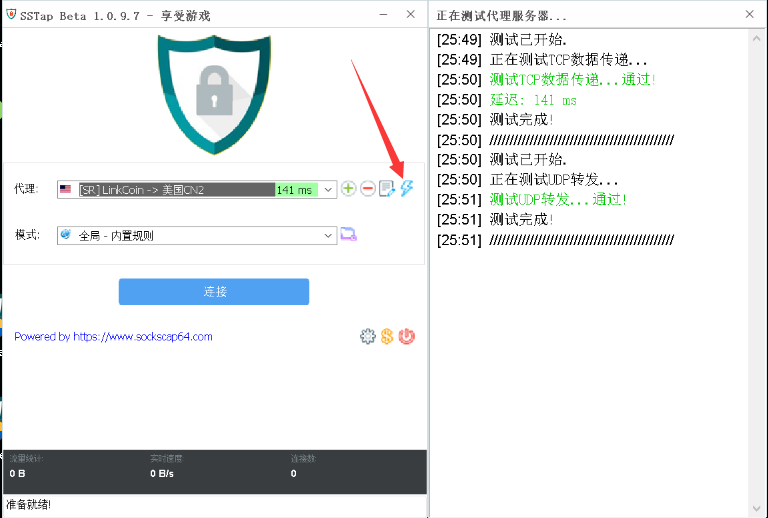 SSTap Beta 1.0.9.7 - 享受游戏
代理:
[SR] LinkCoin -> 美国CN2
141 ms
模式:
全局 - 内置规则
连接
Powered by https://www.sockscap64.com
流量统计:
实时速度:
连接数:
0 B
0 B/s
0
准备就绪!
正在测试代理服务器...
[25:49] 测试已开始.
[25:49] 正在测试TCP数据传递...
[25:50] 测试TCP数据传递...通过!
[25:50] 延迟: 141 ms
[25:50] 测试完成!
[25:50] //////////////////////////////////////////////
[25:50] 测试已开始.
[25:50] 正在测试UDP转发...
[25:51] 测试UDP转发...通过!
[25:51] 测试完成!
[25:51] //////////////////////////////////////////////